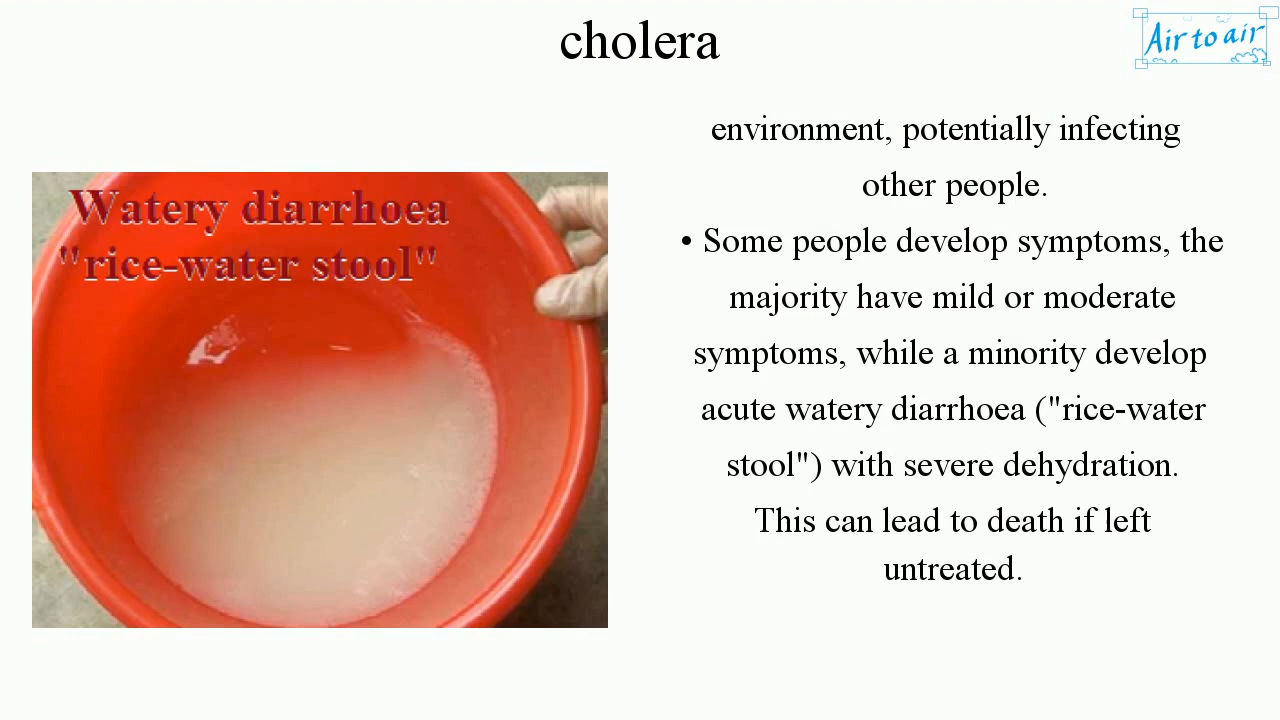 cholera
Air to air
Watery diarrhoea
"rice-water stool"
environment, potentially infecting
other people.
• Some people develop symptoms, the
majority have mild or moderate
symptoms, while a minority develop
acute watery diarrhoea ("rice-water
stool") with severe dehydration.
This can lead to death if left
untreated.